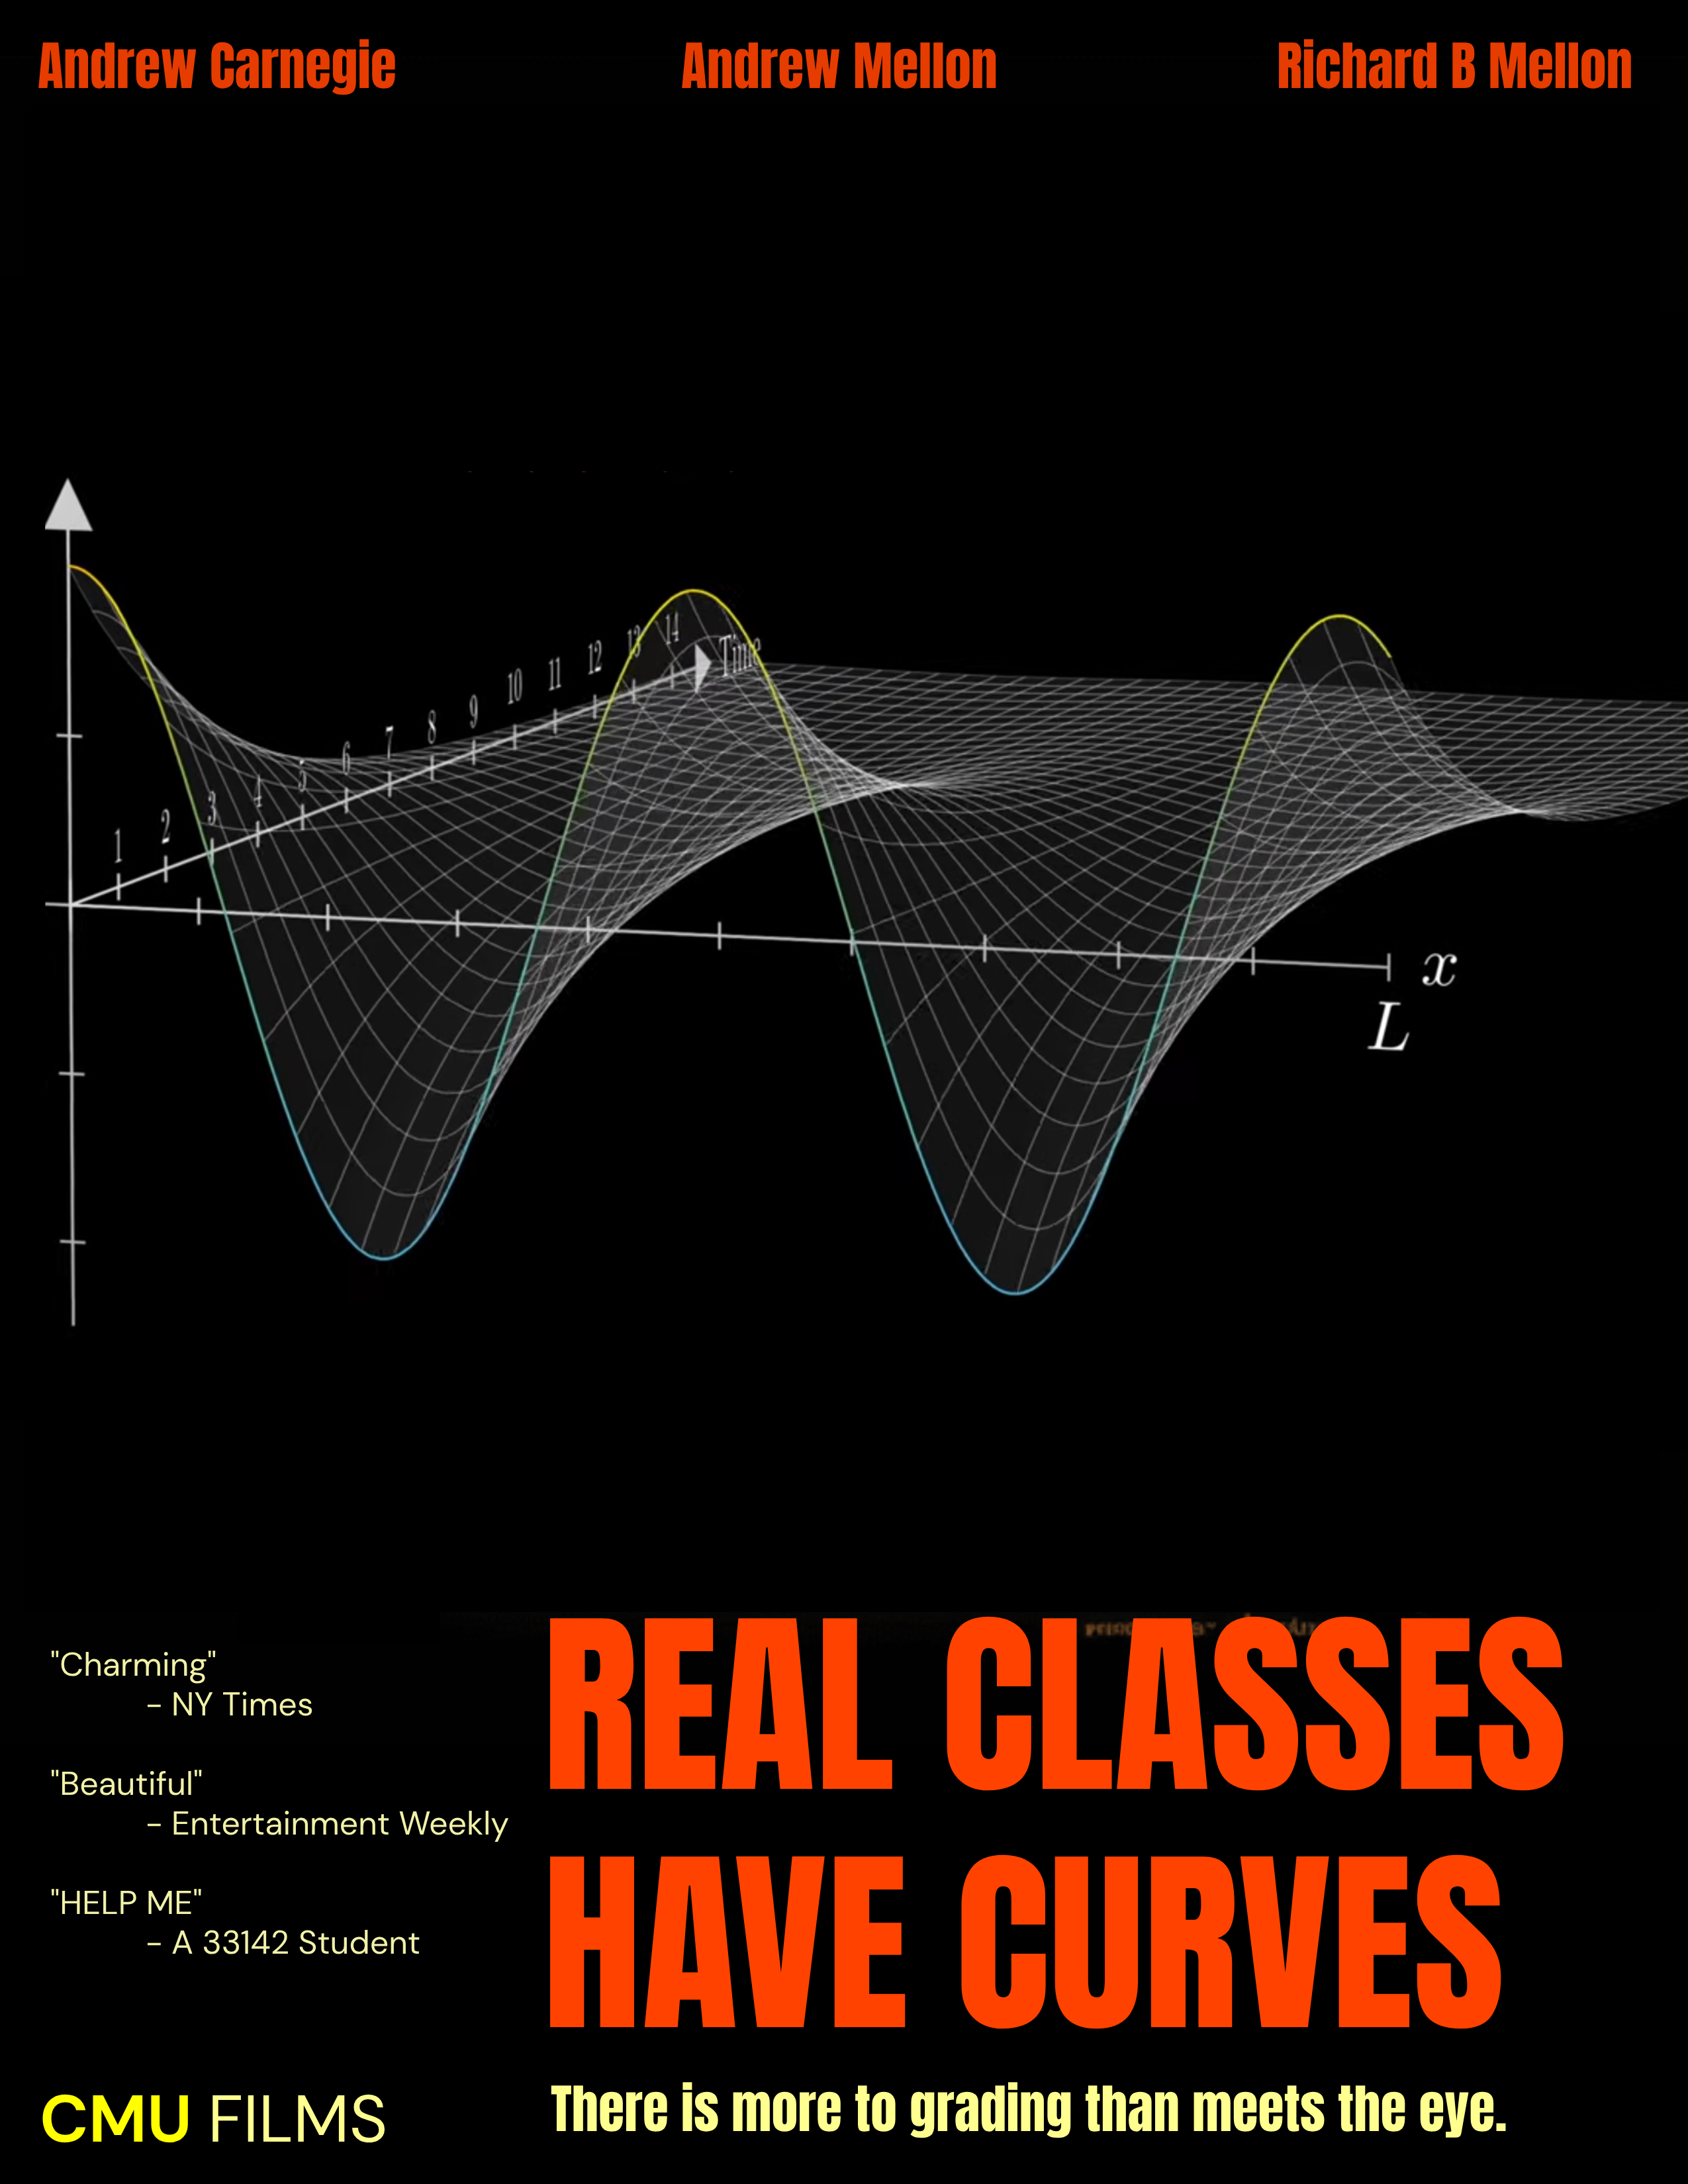 Andrew Carnegie Andrew Mellon Richard B Mellon
1 2 3 4 5 6 7 8 9 10 11 12 13 14 Time
x
L
REAL CLASSES
HAVE CURVES
There is more to grading than meets the eye.
"Charming"
- NY Times
"Beautiful"
- Entertainment Weekly
"HELP ME"
- A 33142 Student
CMU FILMS